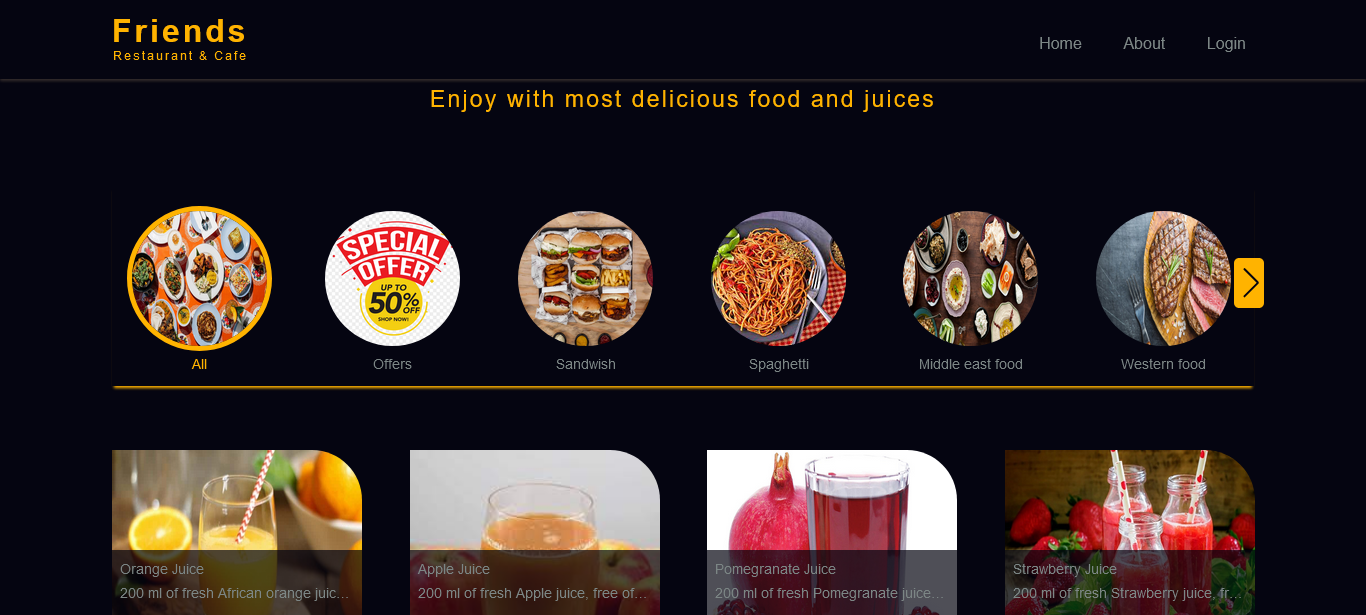 Friends
Restaurant & Cafe
Home
About
Login
Enjoy with most delicious food and juices
SPECIAL
OFFER
UP TO
50%
OFF
SHOP NOW!
All
Offers
Sandwish
Spaghetti
Middle east food
Western food
Orange Juice
200 ml of fresh African orange juic...
Apple Juice
200 ml of fresh Apple juice, free of...
Pomegranate Juice
200 ml of fresh Pomegranate juice...
Strawberry Juice
200 ml of fresh Strawberry juice, fr...